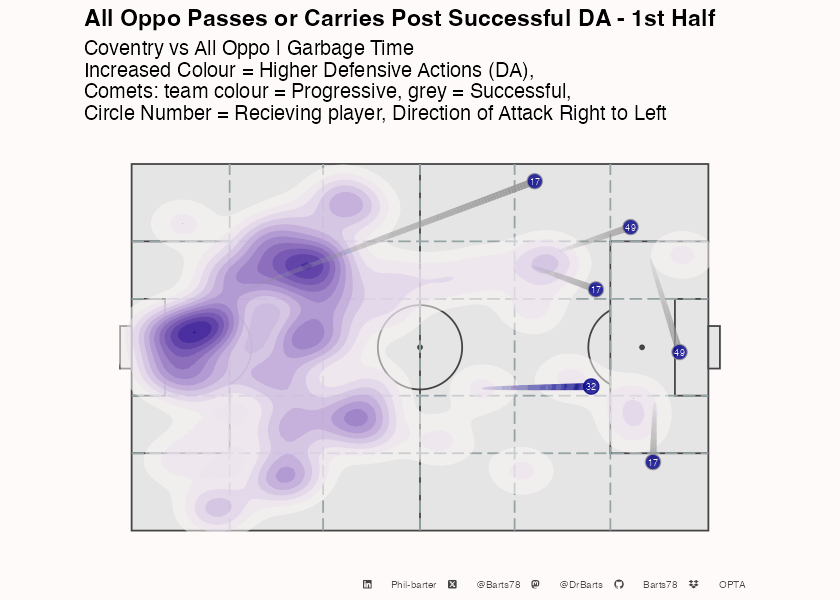 All Oppo Passes or Carries Post Successful DA - 1st Half
Coventry vs All Oppo | Garbage Time
Increased Colour = Higher Defensive Actions (DA),
Comets: team colour = Progressive, grey = Successful,
Circle Number = Recieving player, Direction of Attack Right to Left
17
49
17
49
32
17
Phil-barter @Barts78 @DrBarts Barts78 OPTA